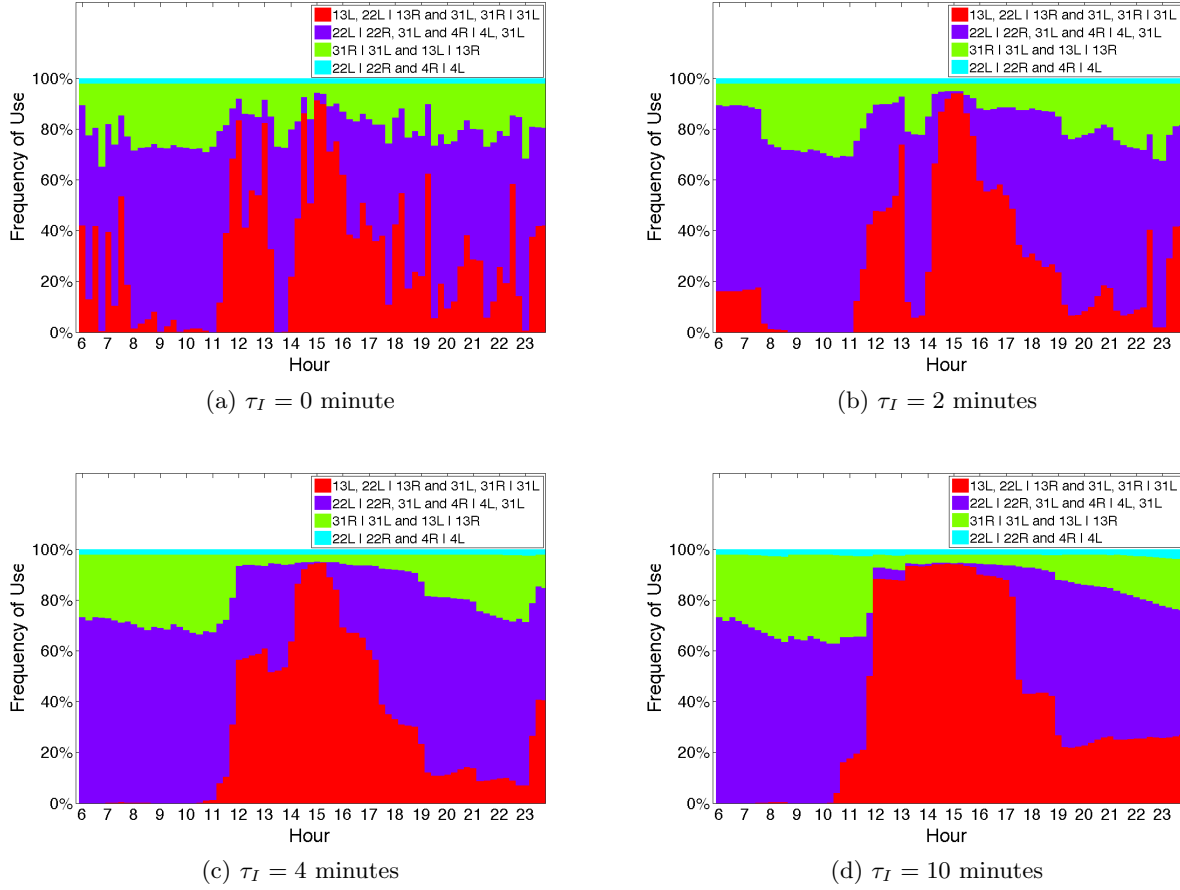 13L, 22L | 13R and 31L, 31R | 31L
22L | 22R, 31L and 4R | 4L, 31L
31R | 31L and 13L | 13R
22L | 22R and 4R | 4L
100%
80%
60%
40%
20%
0%
Frequency of Use
6 7 8 9 10 11 12 13 14 15 16 17 18 19 20 21 22 23
Hour
(a) τI = 0 minute
13L, 22L | 13R and 31L, 31R | 31L
22L | 22R, 31L and 4R | 4L, 31L
31R | 31L and 13L | 13R
22L | 22R and 4R | 4L
100%
80%
60%
40%
20%
0%
Frequency of Use
6 7 8 9 10 11 12 13 14 15 16 17 18 19 20 21 22 23
Hour
(b) τI = 2 minutes
13L, 22L | 13R and 31L, 31R | 31L
22L | 22R, 31L and 4R | 4L, 31L
31R | 31L and 13L | 13R
22L | 22R and 4R | 4L
100%
80%
60%
40%
20%
0%
Frequency of Use
6 7 8 9 10 11 12 13 14 15 16 17 18 19 20 21 22 23
Hour
(c) τI = 4 minutes
13L, 22L | 13R and 31L, 31R | 31L
22L | 22R, 31L and 4R | 4L, 31L
31R | 31L and 13L | 13R
22L | 22R and 4R | 4L
100%
80%
60%
40%
20%
0%
Frequency of Use
6 7 8 9 10 11 12 13 14 15 16 17 18 19 20 21 22 23
Hour
(d) τI = 10 minutes